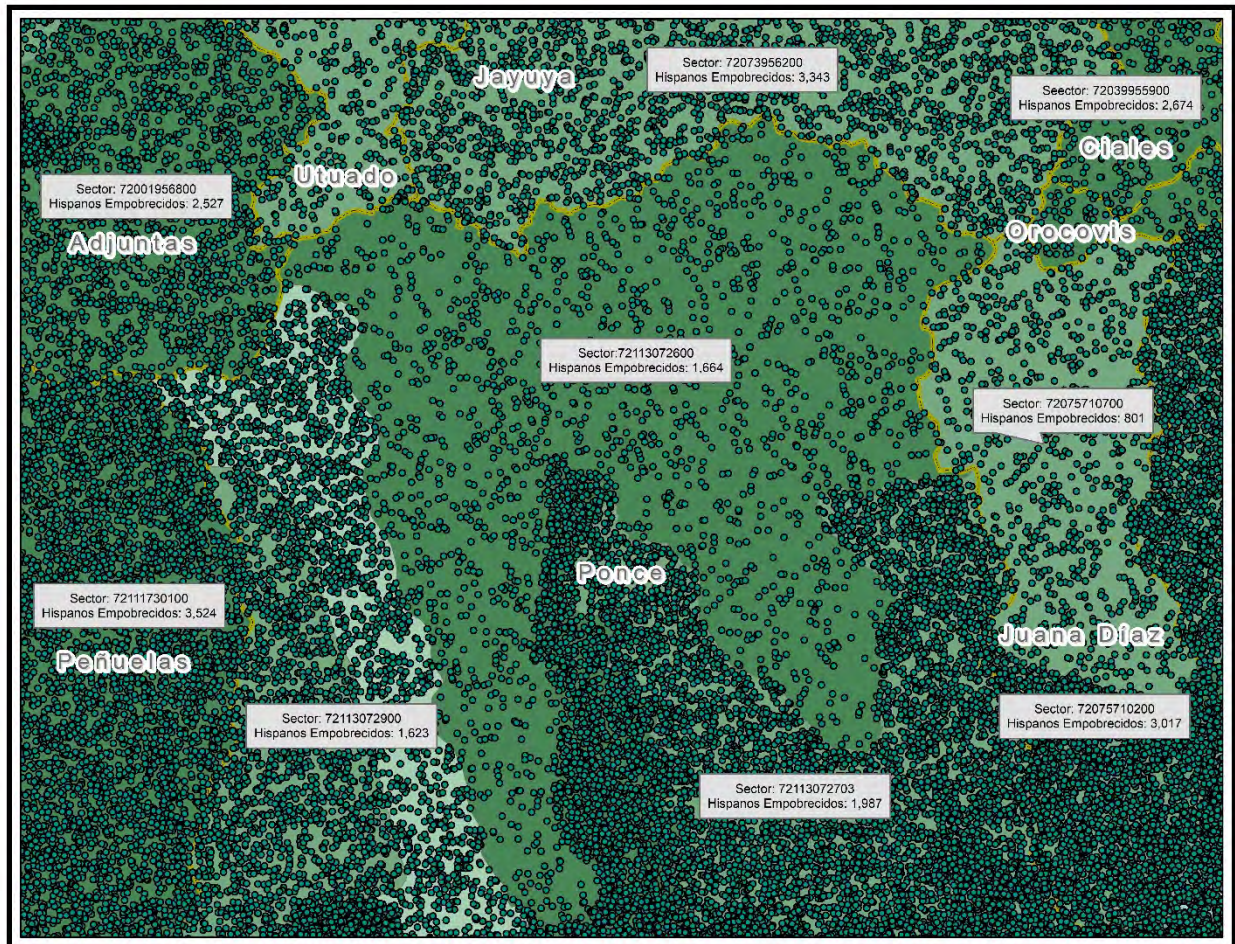 Jayuya
Sector: 72073956200
Hispanos Empobrecidos: 3,343
Seector: 72039955900
Hispanos Empobrecidos: 2,674
Ciales
Utuado
Sector: 72001956800
Hispanos Empobrecidos: 2,527
Adjuntas
Orocovis
Sector:72113072600
Hispanos Empobrecidos: 1,664
Sector: 72075710700
Hispanos Empobrecidos: 801
Ponce
Sector: 72111730100
Hispanos Empobrecidos: 3,524
Peñuelas
Juana Díaz
Sector: 72113072900
Hispanos Empobrecidos: 1,623
Sector: 72075710200
Hispanos Empobrecidos: 3,017
Sector: 72113072703
Hispanos Empobrecidos: 1,987